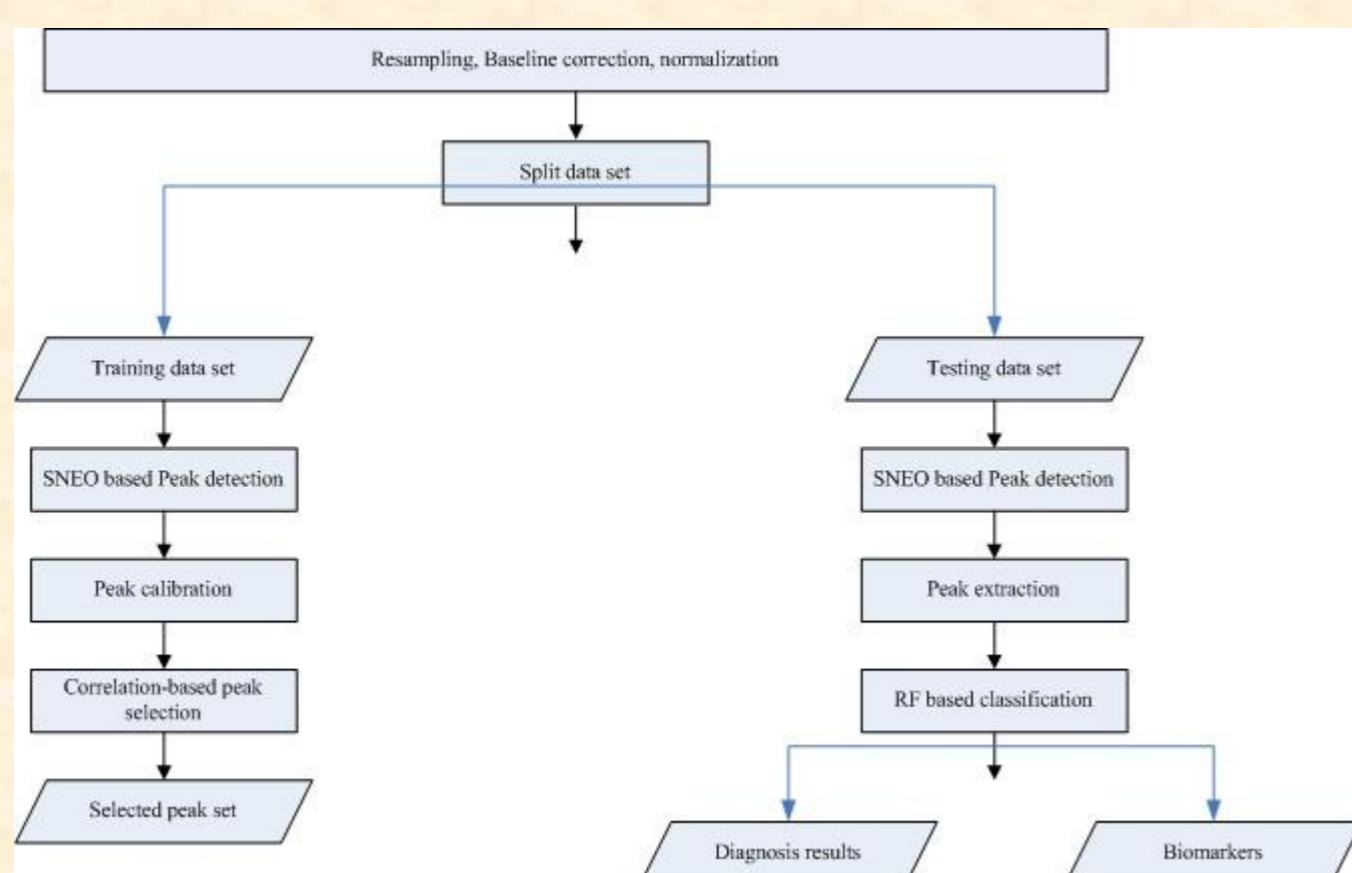 Resampling, Baseline correction, normalization
Split data set
Training data set
Testing data set
SNEO based Peak detection
SNEO based Peak detection
Peak calibration
Peak extraction
Correlation-based peak
selection
RF based classification
Selected peak set
Diagnosis results
Biomarkers